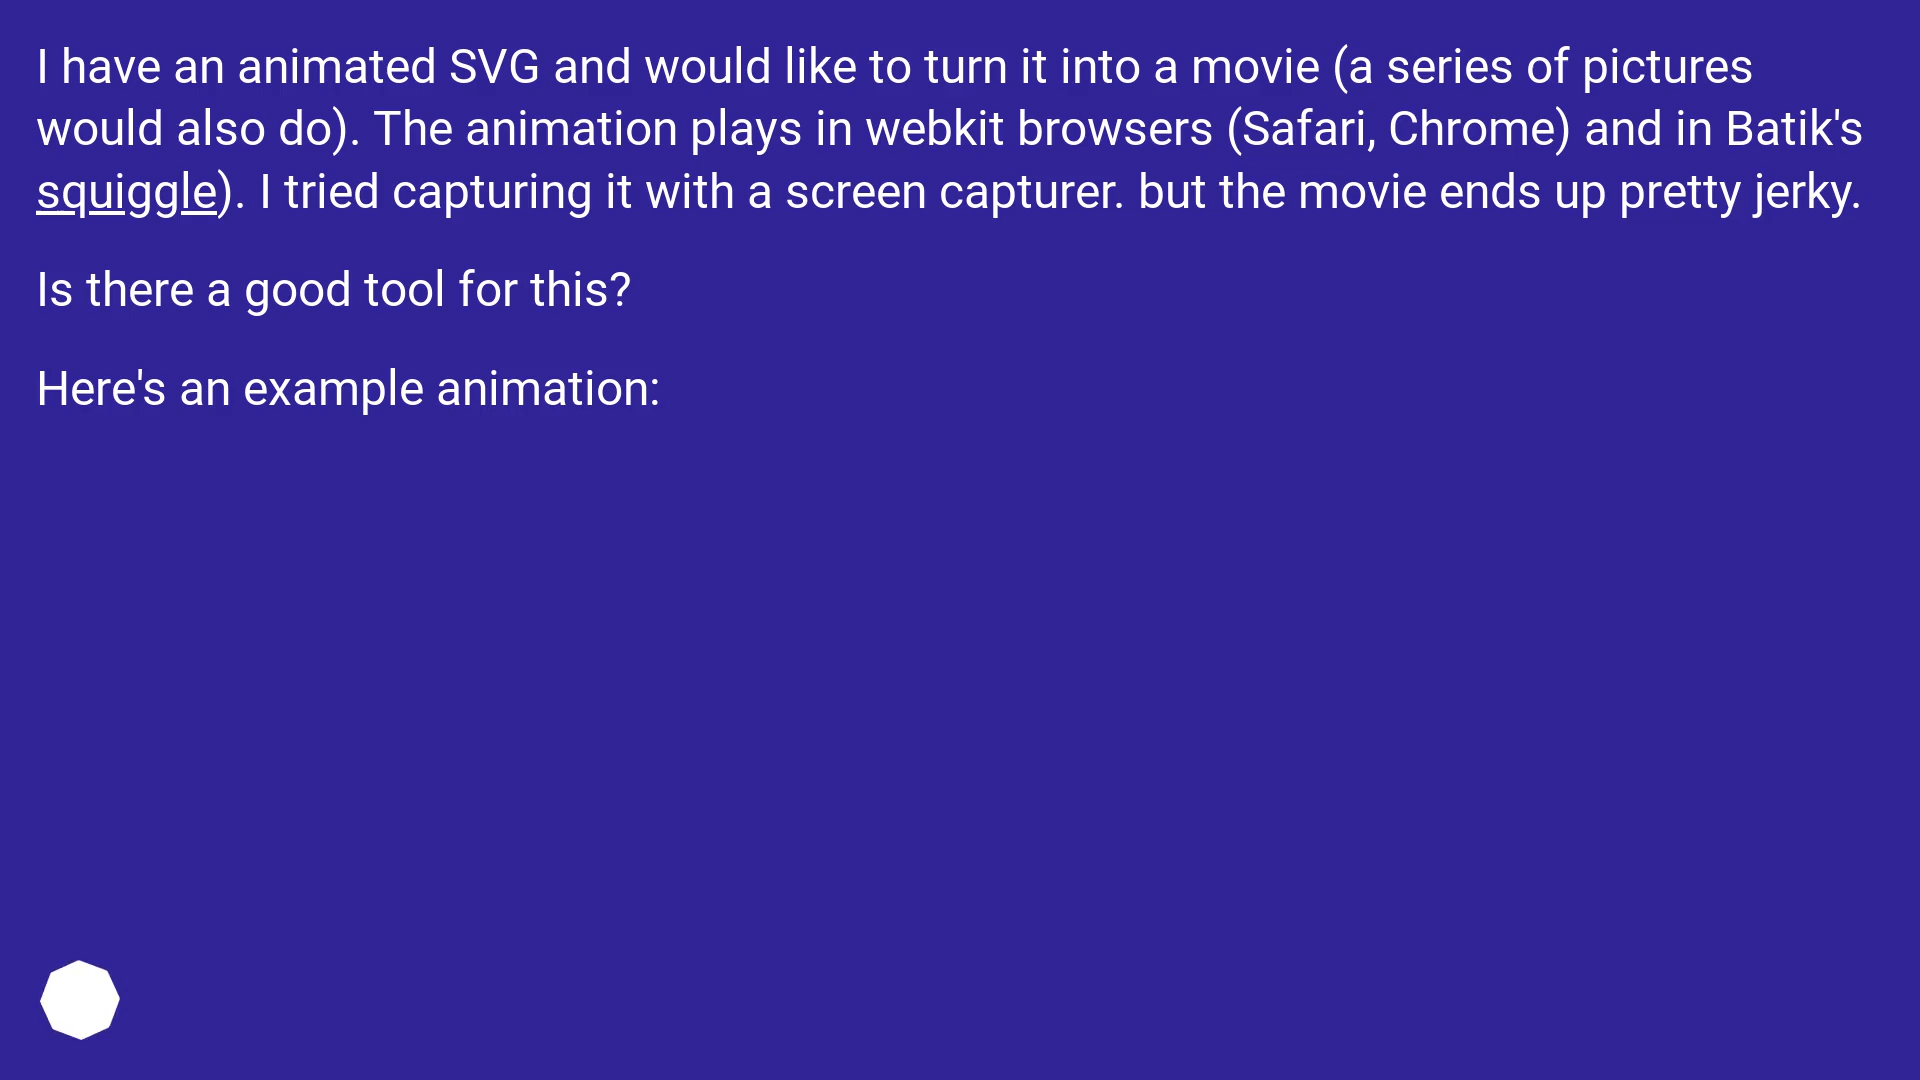 I have an animated SVG and would like to turn it into a movie (a series of pictures
would also do). The animation plays in webkit browsers (Safari, Chrome) and in Batik's
squiggle). I tried capturing it with a screen capturer. but the movie ends up pretty jerky.
Is there a good tool for this?
Here's an example animation: